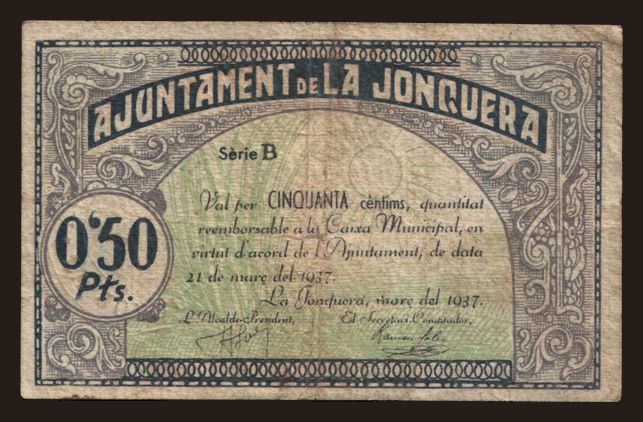 AJUNTAMENT DE LA JONQUERA
Sèrie B
Val per CINQUANTA cèntims, quantitat
reemborsable a la Caixa Municipal, en
virtut d'acord de l'Ajuntament, de data
21 de març del 1937.
La Jonquera, març del 1937.
L'Alcalde-President,
El Secretari-Comptador,
0'50
Pts.